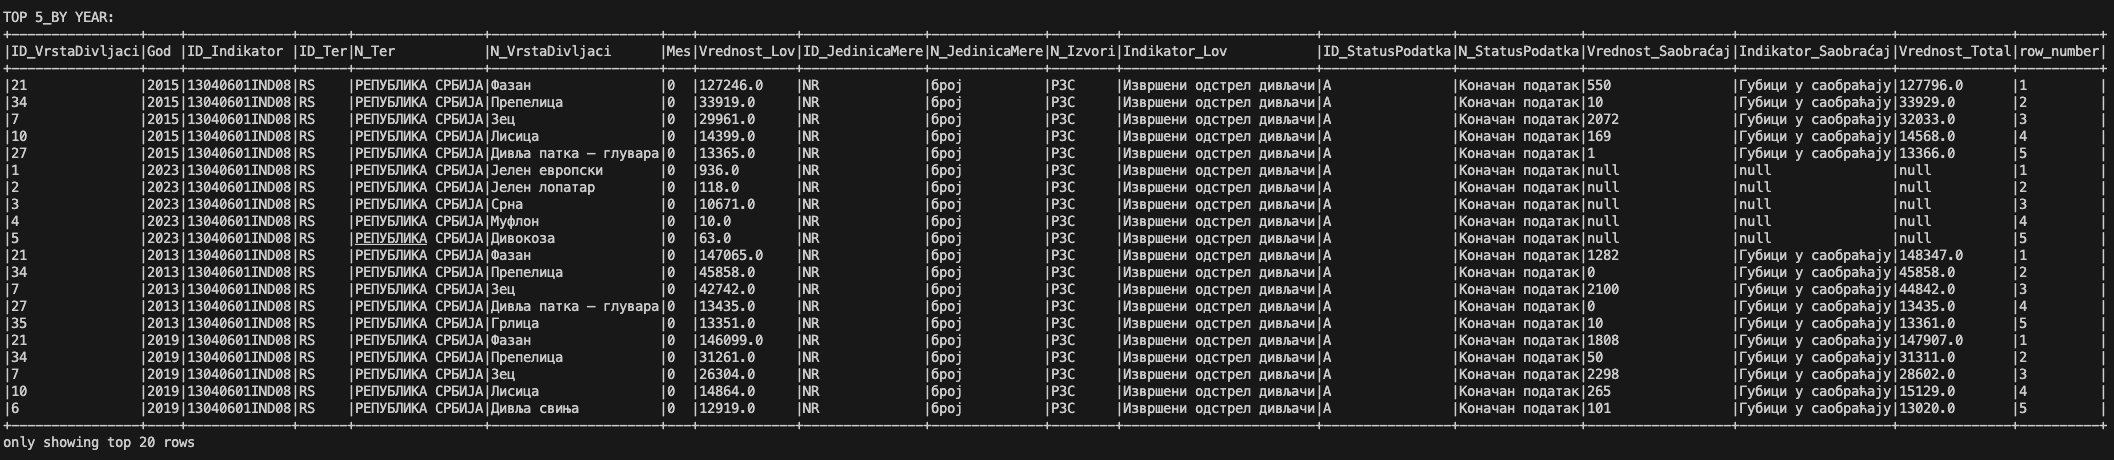 TOP 5_BY YEAR:
|ID_VrstaDivljaci|God |ID_Indikator |ID_Ter|N_Ter |N_VrstaDivljaci |Mes|Vrednost_Lov|ID_JedinicaMere|N_JedinicaMere|N_Izvori|Indikator_Lov |ID_StatusPodatka|N_StatusPodatka|Vrednost_Saobraćaj|Indikator_Saobraćaj|Vrednost_Total|row_number|
|21 |2015|13040601IND08|RS |РЕПУБЛИКА СРБИЈА|Фазан |0 |127246.0 |NR |број |РЗС |Извршени одстрел дивљачи|A |Коначан податак|550 |Губици у саобраћају|127796.0 |1 |
|34 |2015|13040601IND08|RS |РЕПУБЛИКА СРБИЈА|Препелица |0 |33919.0 |NR |број |РЗС |Извршени одстрел дивљачи|A |Коначан податак|10 |Губици у саобраћају|33929.0 |2 |
|7 |2015|13040601IND08|RS |РЕПУБЛИКА СРБИЈА|Зец |0 |29961.0 |NR |број |РЗС |Извршени одстрел дивљачи|A |Коначан податак|2072 |Губици у саобраћају|32033.0 |3 |
|10 |2015|13040601IND08|RS |РЕПУБЛИКА СРБИЈА|Лисица |0 |14399.0 |NR |број |РЗС |Извршени одстрел дивљачи|A |Коначан податак|169 |Губици у саобраћају|14568.0 |4 |
|27 |2015|13040601IND08|RS |РЕПУБЛИКА СРБИЈА|Дивља патка – глувара|0 |13365.0 |NR |број |РЗС |Извршени одстрел дивљачи|A |Коначан податак|1 |Губици у саобраћају|13366.0 |5 |
|1 |2023|13040601IND08|RS |РЕПУБЛИКА СРБИЈА|Јелен европски |0 |936.0 |NR |број |РЗС |Извршени одстрел дивљачи|A |Коначан податак|null |null |null |1 |
|2 |2023|13040601IND08|RS |РЕПУБЛИКА СРБИЈА|Јелен лопатар |0 |118.0 |NR |број |РЗС |Извршени одстрел дивљачи|A |Коначан податак|null |null |null |2 |
|3 |2023|13040601IND08|RS |РЕПУБЛИКА СРБИЈА|Срна |0 |10671.0 |NR |број |РЗС |Извршени одстрел дивљачи|A |Коначан податак|null |null |null |3 |
|4 |2023|13040601IND08|RS |РЕПУБЛИКА СРБИЈА|Муфлон |0 |10.0 |NR |број |РЗС |Извршени одстрел дивљачи|A |Коначан податак|null |null |null |4 |
|5 |2023|13040601IND08|RS |РЕПУБЛИКА СРБИЈА|Дивокоза |0 |63.0 |NR |број |РЗС |Извршени одстрел дивљачи|A |Коначан податак|null |null |null |5 |
|21 |2013|13040601IND08|RS |РЕПУБЛИКА СРБИЈА|Фазан |0 |147065.0 |NR |број |РЗС |Извршени одстрел дивљачи|A |Коначан податак|1282 |Губици у саобраћају|148347.0 |1 |
|34 |2013|13040601IND08|RS |РЕПУБЛИКА СРБИЈА|Препелица |0 |45858.0 |NR |број |РЗС |Извршени одстрел дивљачи|A |Коначан податак|0 |Губици у саобраћају|45858.0 |2 |
|7 |2013|13040601IND08|RS |РЕПУБЛИКА СРБИЈА|Зец |0 |42742.0 |NR |број |РЗС |Извршени одстрел дивљачи|A |Коначан податак|2100 |Губици у саобраћају|44842.0 |3 |
|27 |2013|13040601IND08|RS |РЕПУБЛИКА СРБИЈА|Дивља патка – глувара|0 |13435.0 |NR |број |РЗС |Извршени одстрел дивљачи|A |Коначан податак|0 |Губици у саобраћају|13435.0 |4 |
|35 |2013|13040601IND08|RS |РЕПУБЛИКА СРБИЈА|Грлица |0 |13351.0 |NR |број |РЗС |Извршени одстрел дивљачи|A |Коначан податак|10 |Губици у саобраћају|13361.0 |5 |
|21 |2019|13040601IND08|RS |РЕПУБЛИКА СРБИЈА|Фазан |0 |146099.0 |NR |број |РЗС |Извршени одстрел дивљачи|A |Коначан податак|1808 |Губици у саобраћају|147907.0 |1 |
|34 |2019|13040601IND08|RS |РЕПУБЛИКА СРБИЈА|Препелица |0 |31261.0 |NR |број |РЗС |Извршени одстрел дивљачи|A |Коначан податак|50 |Губици у саобраћају|31311.0 |2 |
|7 |2019|13040601IND08|RS |РЕПУБЛИКА СРБИЈА|Зец |0 |26304.0 |NR |број |РЗС |Извршени одстрел дивљачи|A |Коначан податак|2298 |Губици у саобраћају|28602.0 |3 |
|10 |2019|13040601IND08|RS |РЕПУБЛИКА СРБИЈА|Лисица |0 |14864.0 |NR |број |РЗС |Извршени одстрел дивљачи|A |Коначан податак|265 |Губици у саобраћају|15129.0 |4 |
|6 |2019|13040601IND08|RS |РЕПУБЛИКА СРБИЈА|Дивља свиња |0 |12919.0 |NR |број |РЗС |Извршени одстрел дивљачи|A |Коначан податак|101 |Губици у саобраћају|13020.0 |5 |
only showing top 20 rows